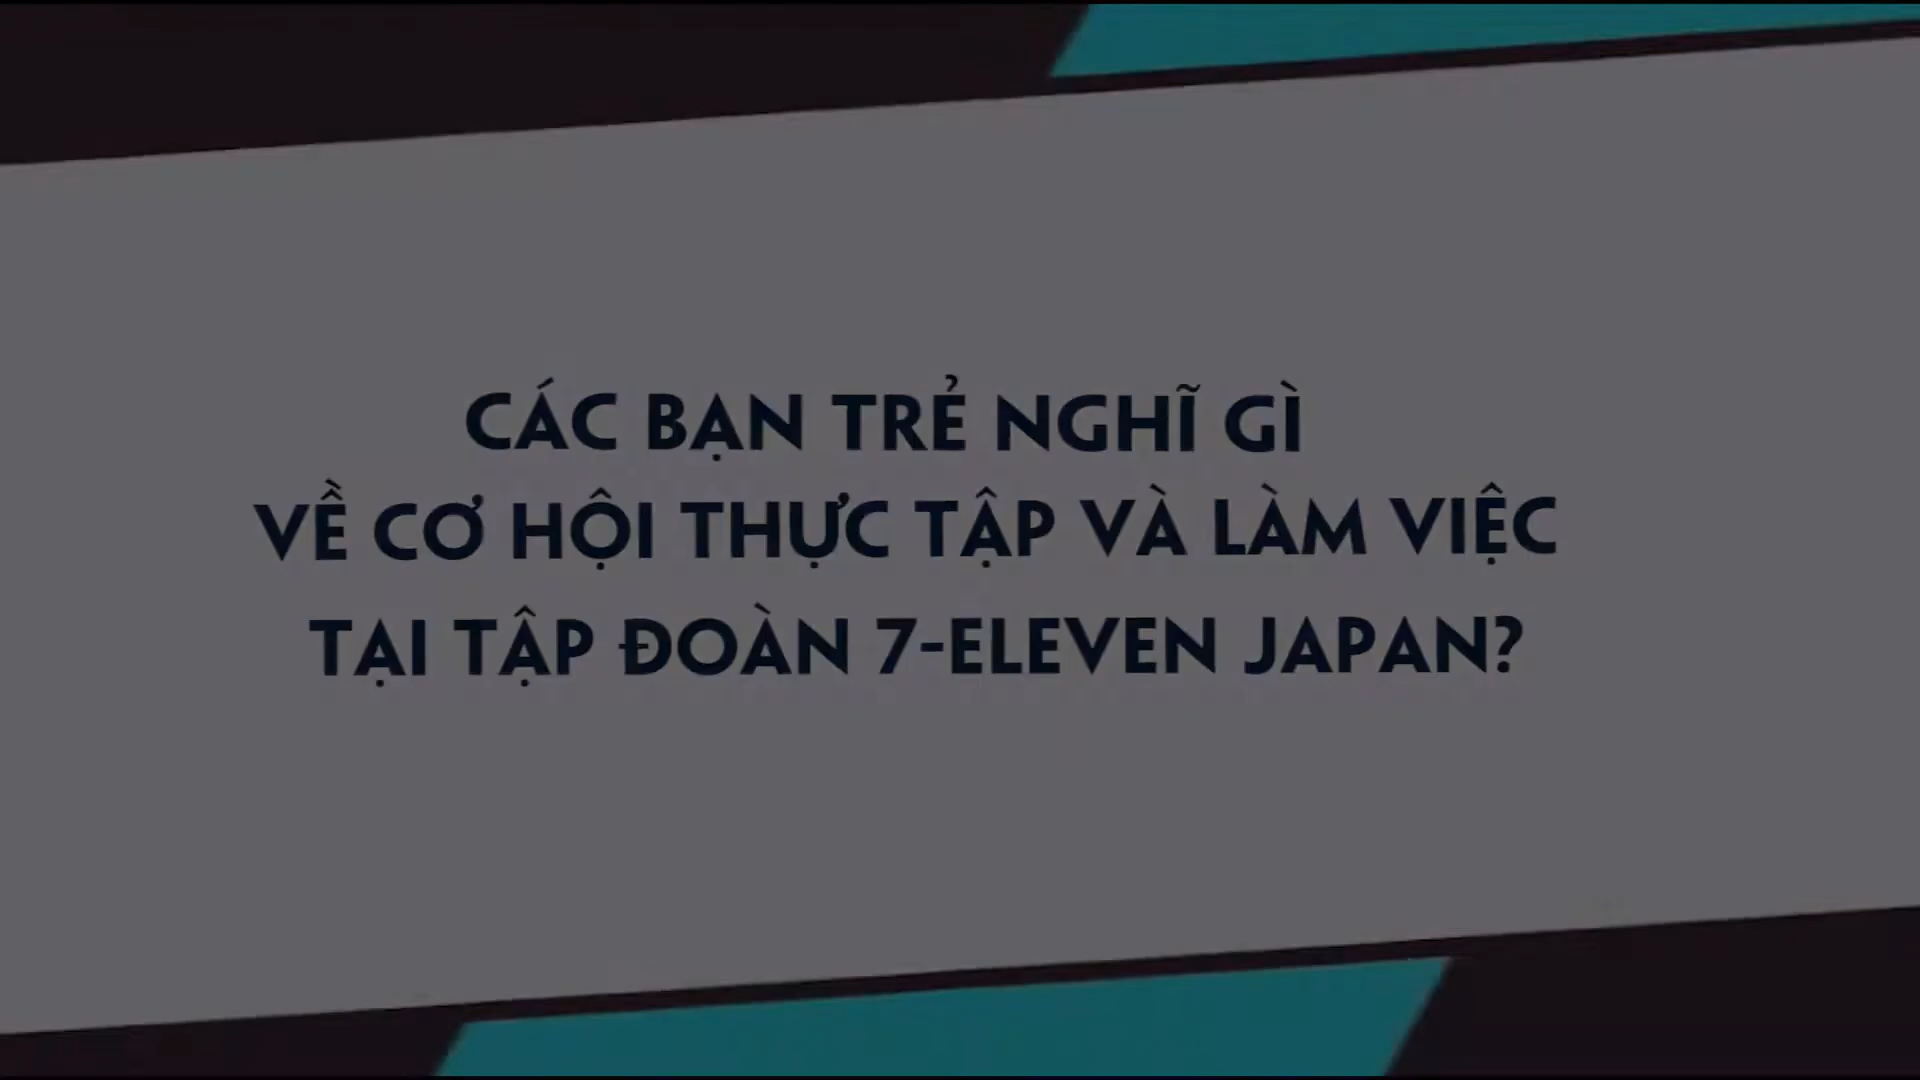 CÁC BẠN TRẺ NGHĨ GÌ
VỀ CƠ HỘI THỰC TẬP VÀ LÀM VIỆC
TẠI TẬP ĐOÀN 7-ELEVEN JAPAN?